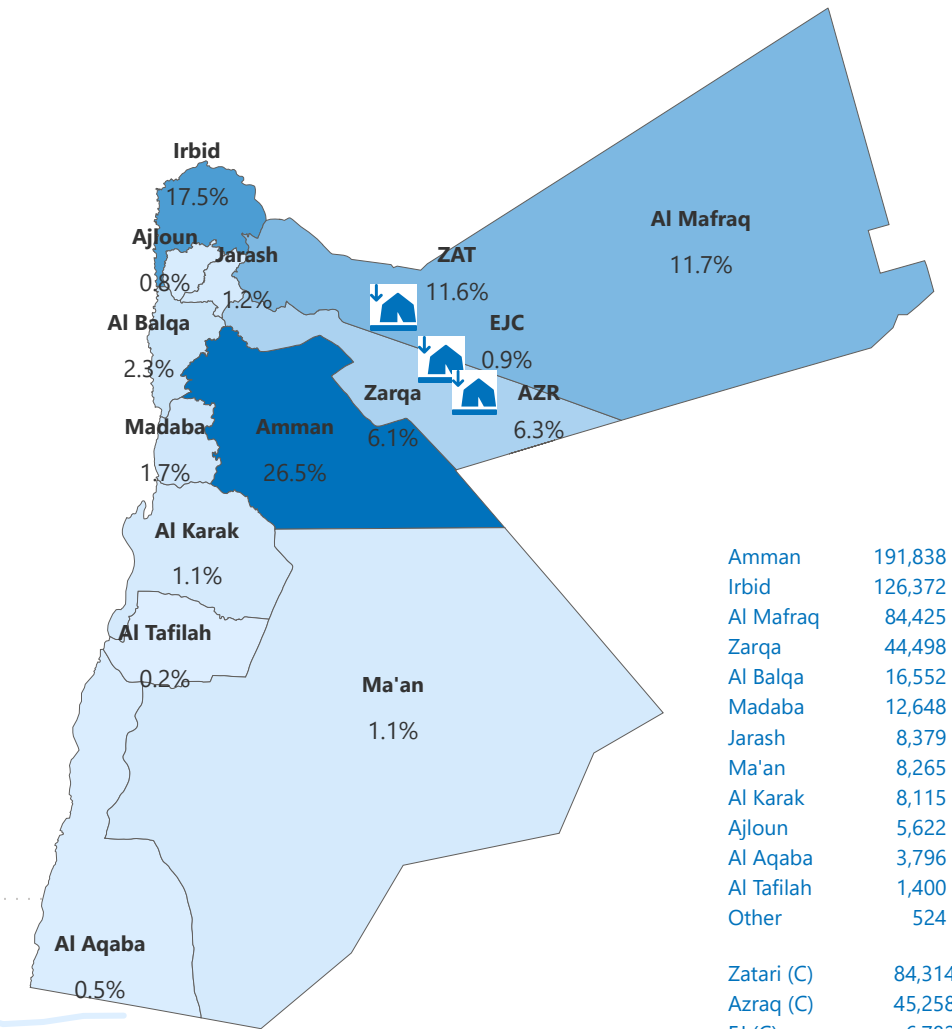 Irbid
17.5%
Ajloun
0.8%
Jarash
1.2%
ZAT
11.6%
Al Mafraq
11.7%
EJC
0.9%
Al Balqa
2.3%
Zarqa
6.1%
AZR
6.3%
Madaba
1.7%
Amman
26.5%
Al Karak
1.1%
Al Tafilah
0.2%
Ma'an
1.1%
Al Aqaba
0.5%
Amman 191,838
Irbid 126,372
Al Mafraq 84,425
Zarqa 44,498
Al Balqa 16,552
Madaba 12,648
Jarash 8,379
Ma'an 8,265
Al Karak 8,115
Ajloun 5,622
Al Aqaba 3,796
Al Tafilah 1,400
Other 524
Zatari (C) 84,314
Azraq (C) 45,258